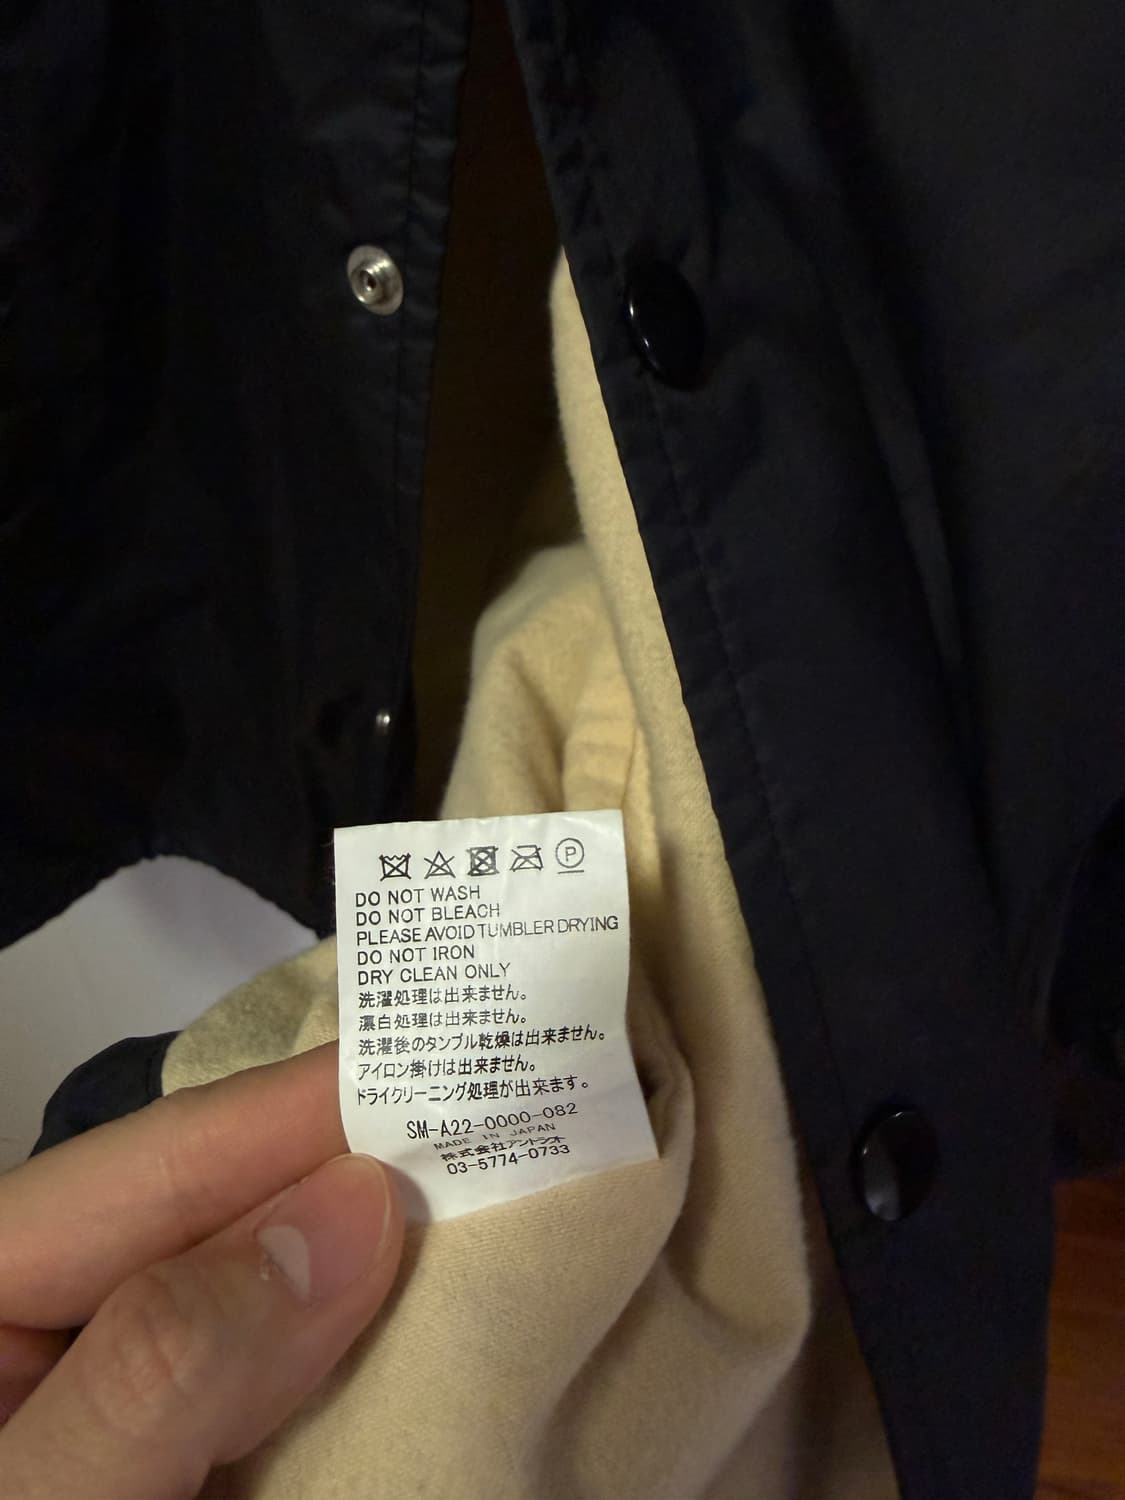 P
DO NOT WASH
DO NOT BLEACH
PLEASE AVOID TUMBLER DRYING
DO NOT IRON
DRY CLEAN ONLY
洗濯処理は出来ません。
漂白処理は出来ません。
洗濯後のタンブル乾燥は出来ません。
アイロン掛けは出来ません。
ドライクリーニング処理が出来ます。
SM-A22-0000-082
MADE IN JAPAN
株式会社アントラオ
03-5774-0733